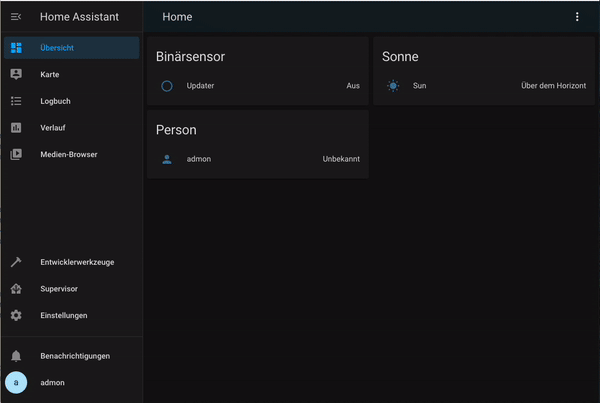 Home Assistant
Übersicht
Karte
Logbuch
Verlauf
Medien-Browser
Entwicklerwerkzeuge
Supervisor
Einstellungen
Benachrichtigungen
a admon
Home
Binärsensor
Updater Aus
Sonne
Sun Über dem Horizont
Person
admon Unbekannt